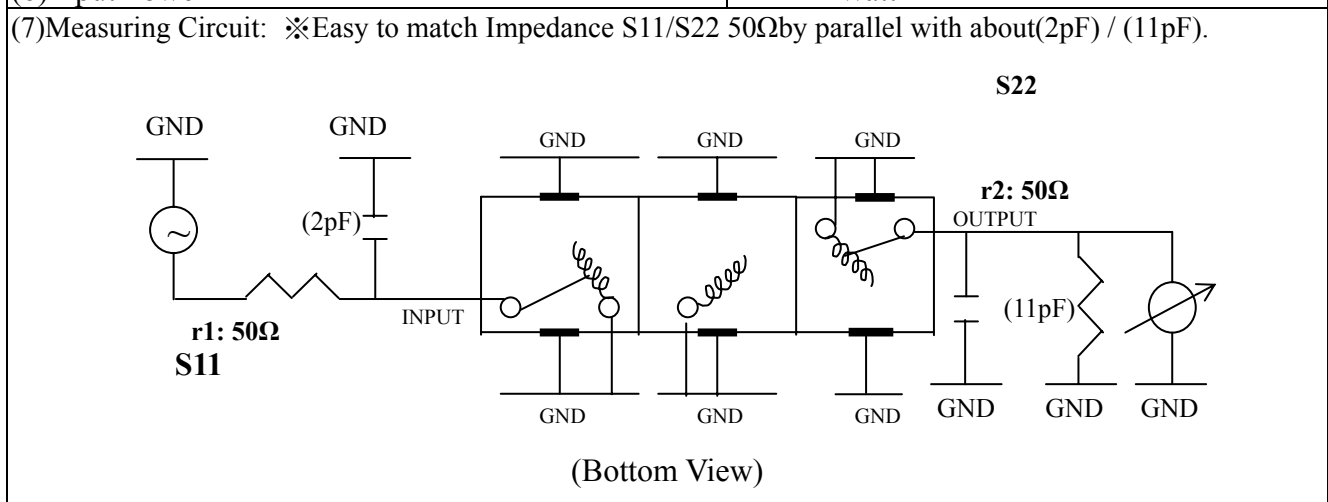 (7)Measuring Circuit: ※Easy to match Impedance S11/S22 50Ωby parallel with about(2pF) / (11pF).
S22
GND GND GND GND GND
r2: 50Ω
(2pF) OUTPUT
~
INPUT (11pF)
r1: 50Ω
S11
GND GND GND GND GND GND
(Bottom View)